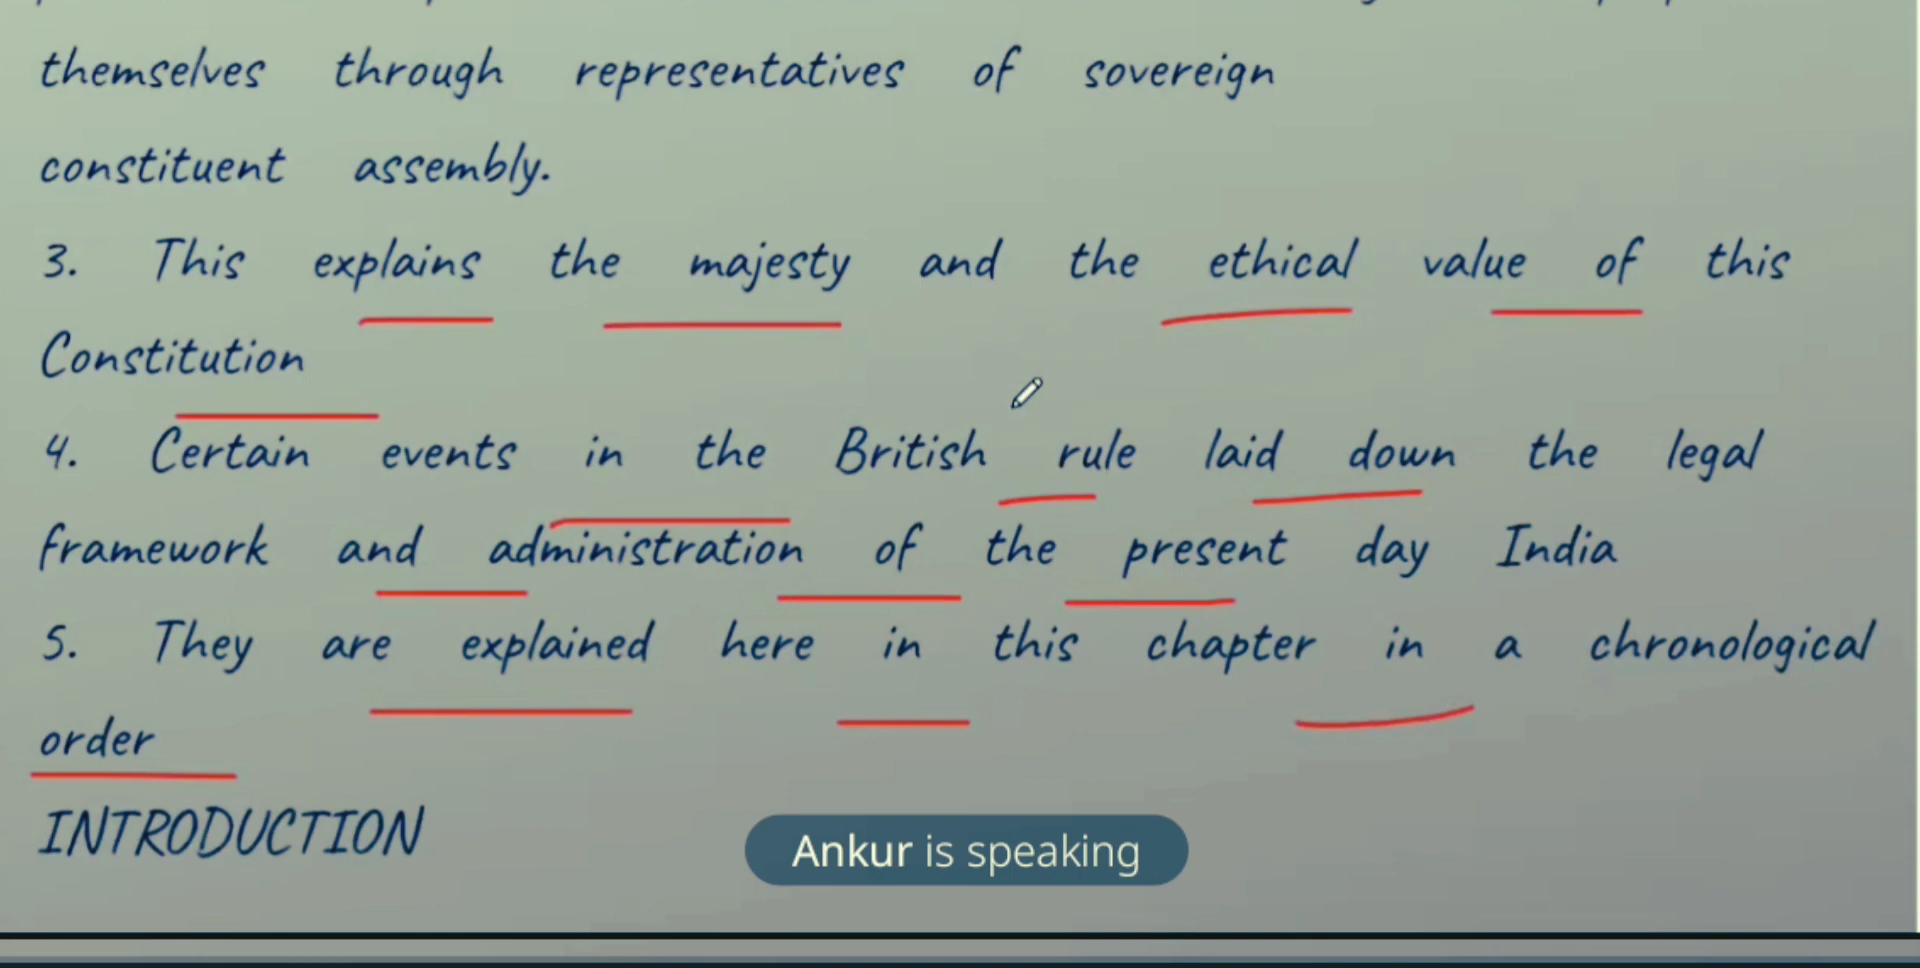 themselves through representatives of sovereign
constituent assembly.
3. This explains the majesty and the ethical value of this
Constitution
4. Certain events in the British rule laid down the legal
framework and administration of the present day India
5. They are explained here in this chapter in a chronological
order
INTRODUCTION
Ankur is speaking